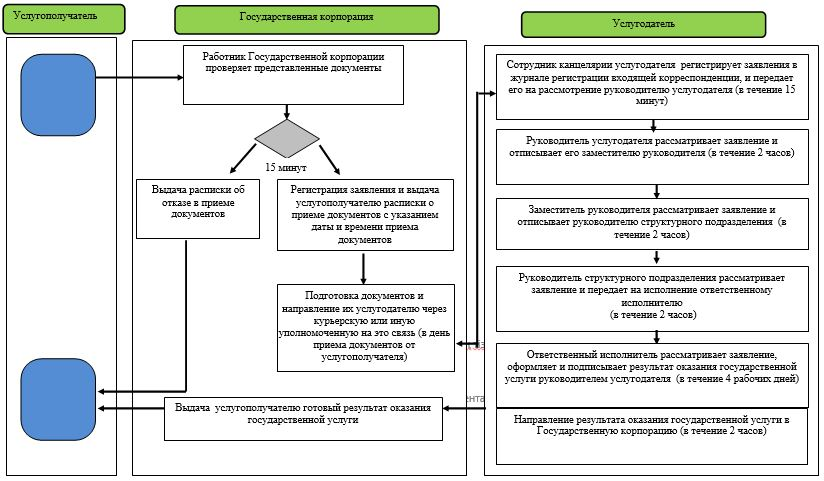 Услугополучатель
Государственная корпорация
Услугодатель
Работник Государственной корпорации
проверяет представленные документы
15 минут
Выдача расписки об
отказе в приеме
документов
Регистрация заявления и выдача
услугополучателю расписки о
приеме документов с указанием
даты и времени приема
документов
Подготовка документов и
направление их услугодателю через
курьерскую или иную
уполномоченную на это связь (в день
приема документов от
услугополучателя)
Выдача услугополучателю готовый результат оказания
государственной услуги
Сотрудник канцелярии услугодателя регистрирует заявления в
журнале регистрации входящей корреспонденции, и передает
его на рассмотрение руководителю услугодателя (в течение 15
минут)
Руководитель услугодателя рассматривает заявление и
отписывает его заместителю руководителя (в течение 2 часов)
Заместитель руководителя рассматривает заявление и
отписывает руководителю структурного подразделения (в
течение 2 часов)
Руководитель структурного подразделения рассматривает
заявление и передает на исполнение ответственному
исполнителю
(в течение 2 часов)
Ответственный исполнитель рассматривает заявление,
оформляет и подписывает результат оказания государственной
услуги руководителем услугодателя (в течение 4 рабочих дней)
Направление результата оказания государственной услуги в
Государственную корпорацию (в течение 2 часов)